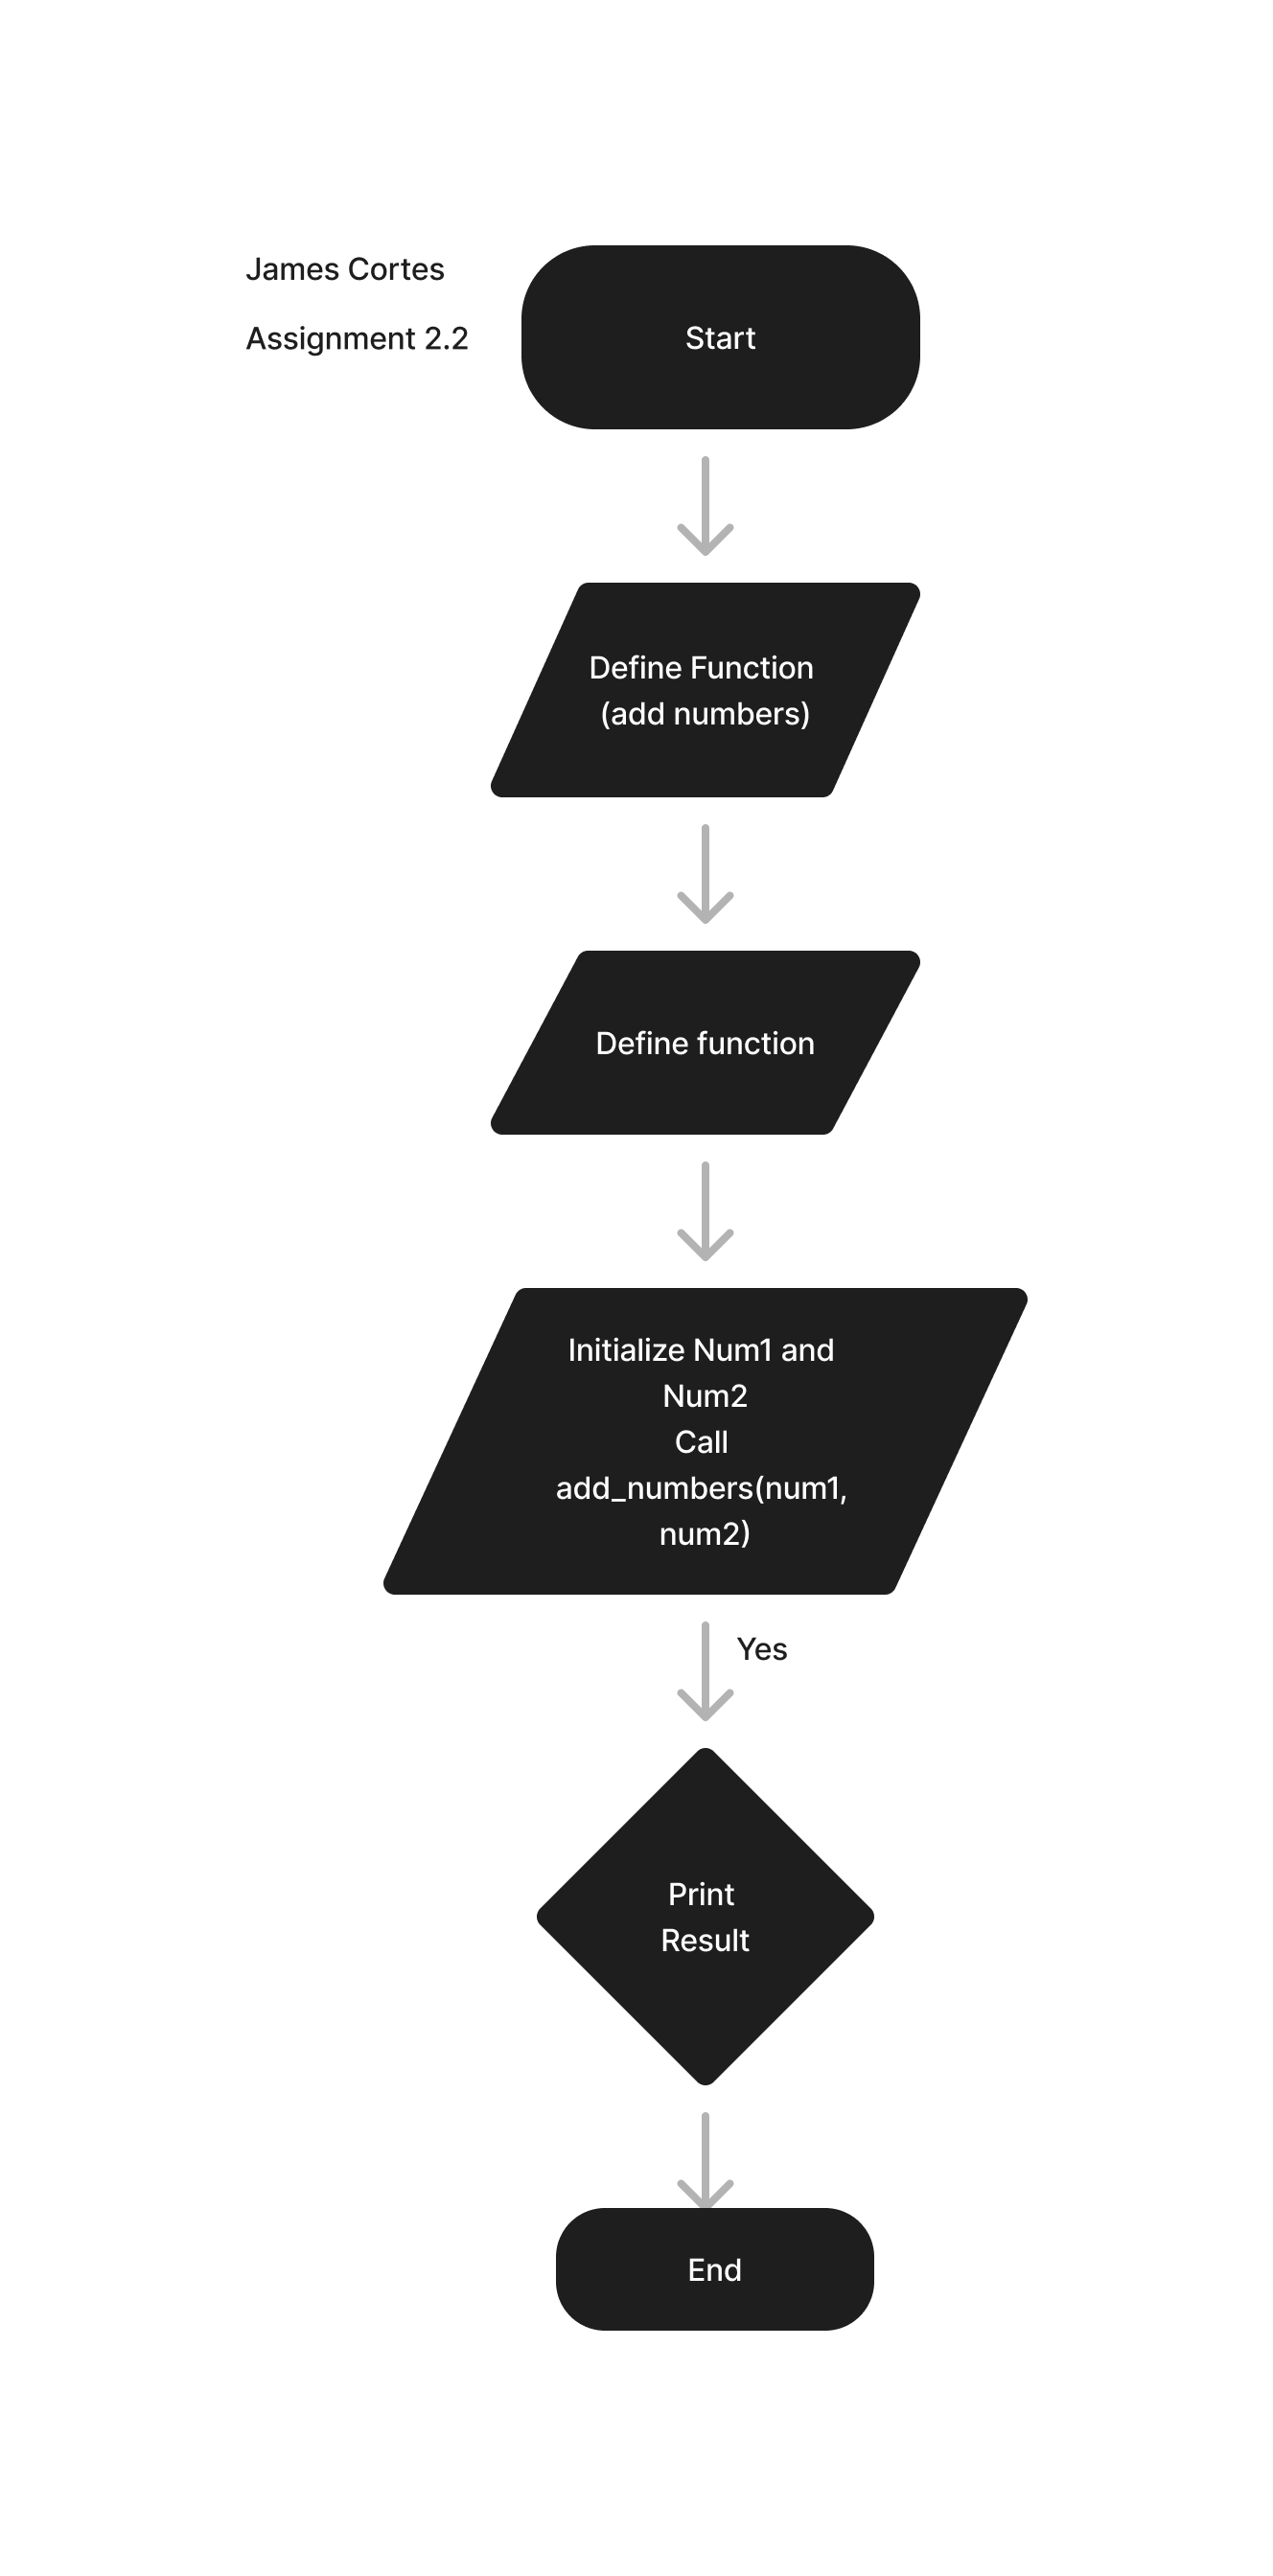 James Cortes
Assignment 2.2
Start
Define Function
(add numbers)
Define function
Initialize Num1 and
Num2
Call
add_numbers(num1,
num2)
Yes
Print
Result
End